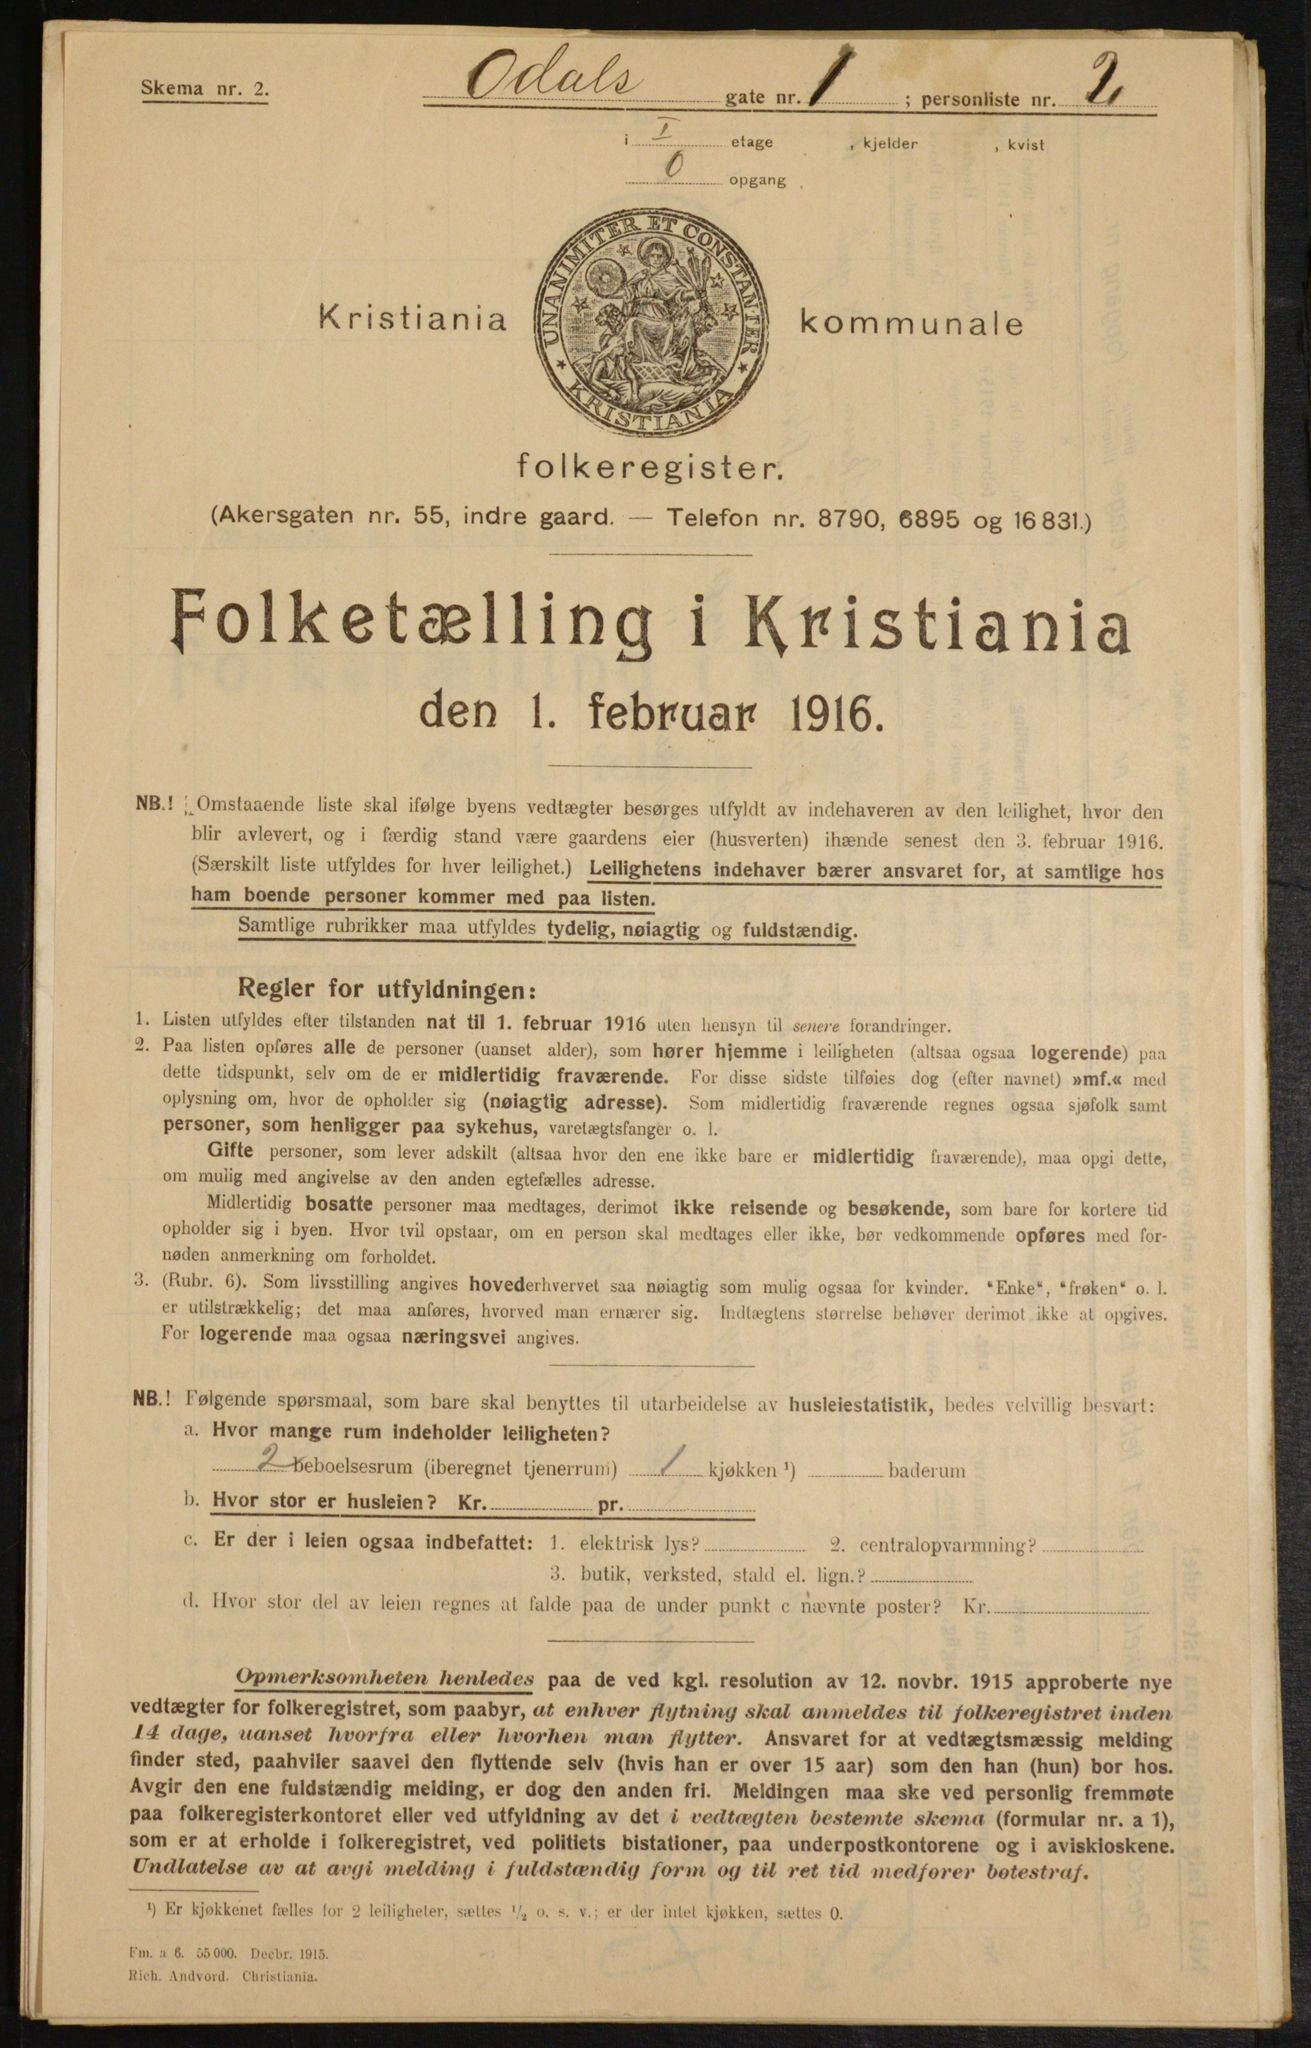 Skema nr. 2.
Odals gate nr. 1 ; personliste nr. 2
i I etage , kjelder , kvist
0 opgang
UNANIMITER ET CONSTANTER
KRISTIANIA
Kristiania kommunale
folkeregister.
(Akersgaten nr. 55, indre gaard. — Telefon nr. 8790, 6895 og 16 831.)
Folketælling i Kristiania
den 1. februar 1916.
NB.! Omstaaende liste skal ifølge byens vedtægter besørges utfyldt av indehaveren av den leilighet, hvor den
blir avlevert, og i færdig stand være gaardens eier (husverten) ihænde senest den 3. februar 1916.
(Særskilt liste utfyldes for hver leilighet.) Leilighetens indehaver bærer ansvaret for, at samtlige hos
ham boende personer kommer med paa listen.
Samtlige rubrikker maa utfyldes tydelig, nøiagtig og fuldstændig.
Regler for utfyldningen:
1. Listen utfyldes efter tilstanden nat til 1. februar 1916 uten hensyn til senere forandringer.
2. Paa listen opføres alle de personer (uanset alder), som hører hjemme i leiligheten (altsaa ogsaa logerende) paa
dette tidspunkt, selv om de er midlertidig fraværende. For disse sidste tilføies dog (efter navnet) »mf.« med
oplysning om, hvor de opholder sig (nøiagtig adresse). Som midlertidig fraværende regnes ogsaa sjøfolk samt
personer, som henligger paa sykehus, varetægtsfanger o. l.
Gifte personer, som lever adskilt (altsaa hvor den ene ikke bare er midlertidig fraværende), maa opgi dette,
om mulig med angivelse av den anden egtefælles adresse.
Midlertidig bosatte personer maa medtages, derimot ikke reisende og besøkende, som bare for kortere tid
opholder sig i byen. Hvor tvil opstaar, om en person skal medtages eller ikke, bør vedkommende opføres med for-
nøden anmerkning om forholdet.
3. (Rubr. 6). Som livsstilling angives hovederhvervet saa nøiagtig som mulig ogsaa for kvinder. "Enke", "frøken" o. l.
er utilstrækkelig; det maa anføres, hvorved man ernærer sig. Indtægtens størrelse behøver derimot ikke at opgives.
For logerende maa ogsaa næringsvei angives.
NB.! Følgende spørsmaal, som bare skal benyttes til utarbeidelse av husleiestatistik, bedes velvillig besvart:
a. Hvor mange rum indeholder leiligheten?
2 beboelsesrum (iberegnet tjenerrum) 1 kjøkken ¹) baderum
b. Hvor stor er husleien? Kr. pr.
c. Er der i leien ogsaa indbefattet: 1. elektrisk lys? 2. centralopvarmning?
3. butik, verksted, stald el. lign.?
d. Hvor stor del av leien regnes at falde paa de under punkt c nævnte poster? Kr.
Opmerksomheten henledes paa de ved kgl. resolution av 12. novbr. 1915 approberte nye
vedtægter for folkeregistret, som paabyr, at enhver flytning skal anmeldes til folkeregistret inden
14 dage, uanset hvorfra eller hvorhen man flytter. Ansvaret for at vedtægtsmæssig melding
finder sted, paahviler saavel den flyttende selv (hvis han er over 15 aar) som den han (hun) bor hos.
Avgir den ene fuldstændig melding, er dog den anden fri. Meldingen maa ske ved personlig fremmøte
paa folkeregisterkontoret eller ved utfyldning av det i vedtægten bestemte skema (formular nr. a 1),
som er at erholde i folkeregistret, ved politiets bistationer, paa underpostkontorene og i aviskioskene.
Undlatelse av at avgi melding i fuldstændig form og til ret tid medfører bøtestraf.
¹) Er kjøkkenet fælles for 2 leiligheter, sættes ½ o. s. v.; er der intet kjøkken, sættes 0.
Fm. a 6. 55 000. Decbr. 1915.
Rich. Andvord. Christiania.